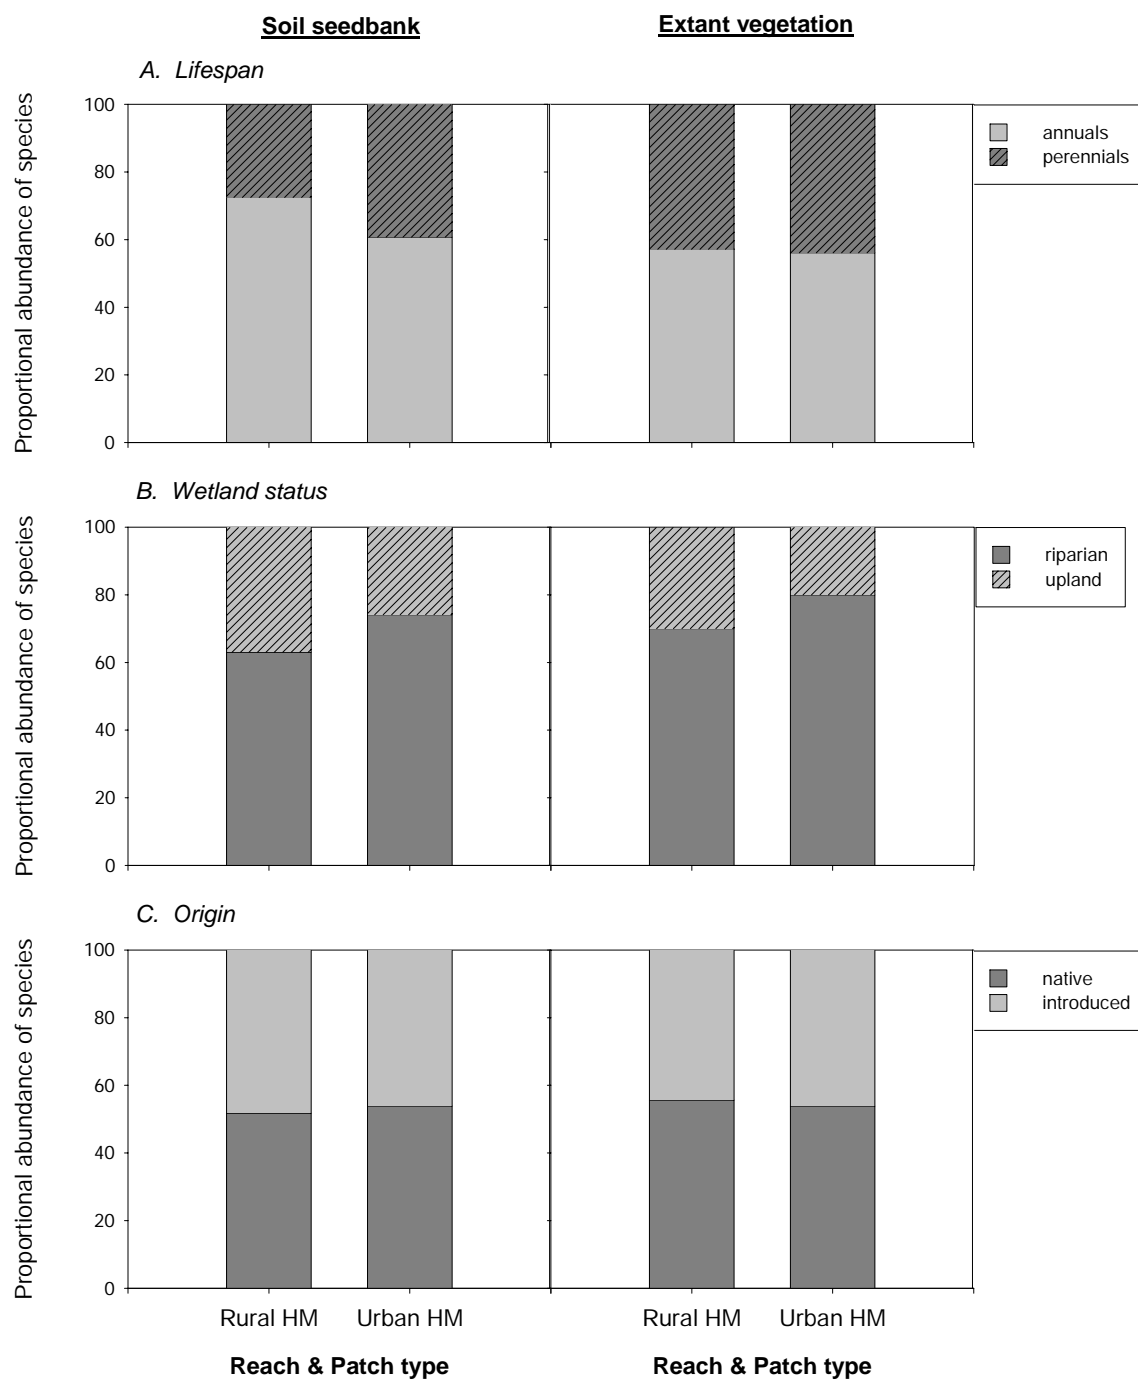 Soil seedbank
Extant vegetation
A. Lifespan
Proportional abundance of species
100
80
60
40
20
0
annuals
perennials
B. Wetland status
Proportional abundance of species
100
80
60
40
20
0
riparian
upland
C. Origin
Proportional abundance of species
100
80
60
40
20
0
native
introduced
Rural HM
Urban HM
Rural HM
Urban HM
Reach & Patch type
Reach & Patch type